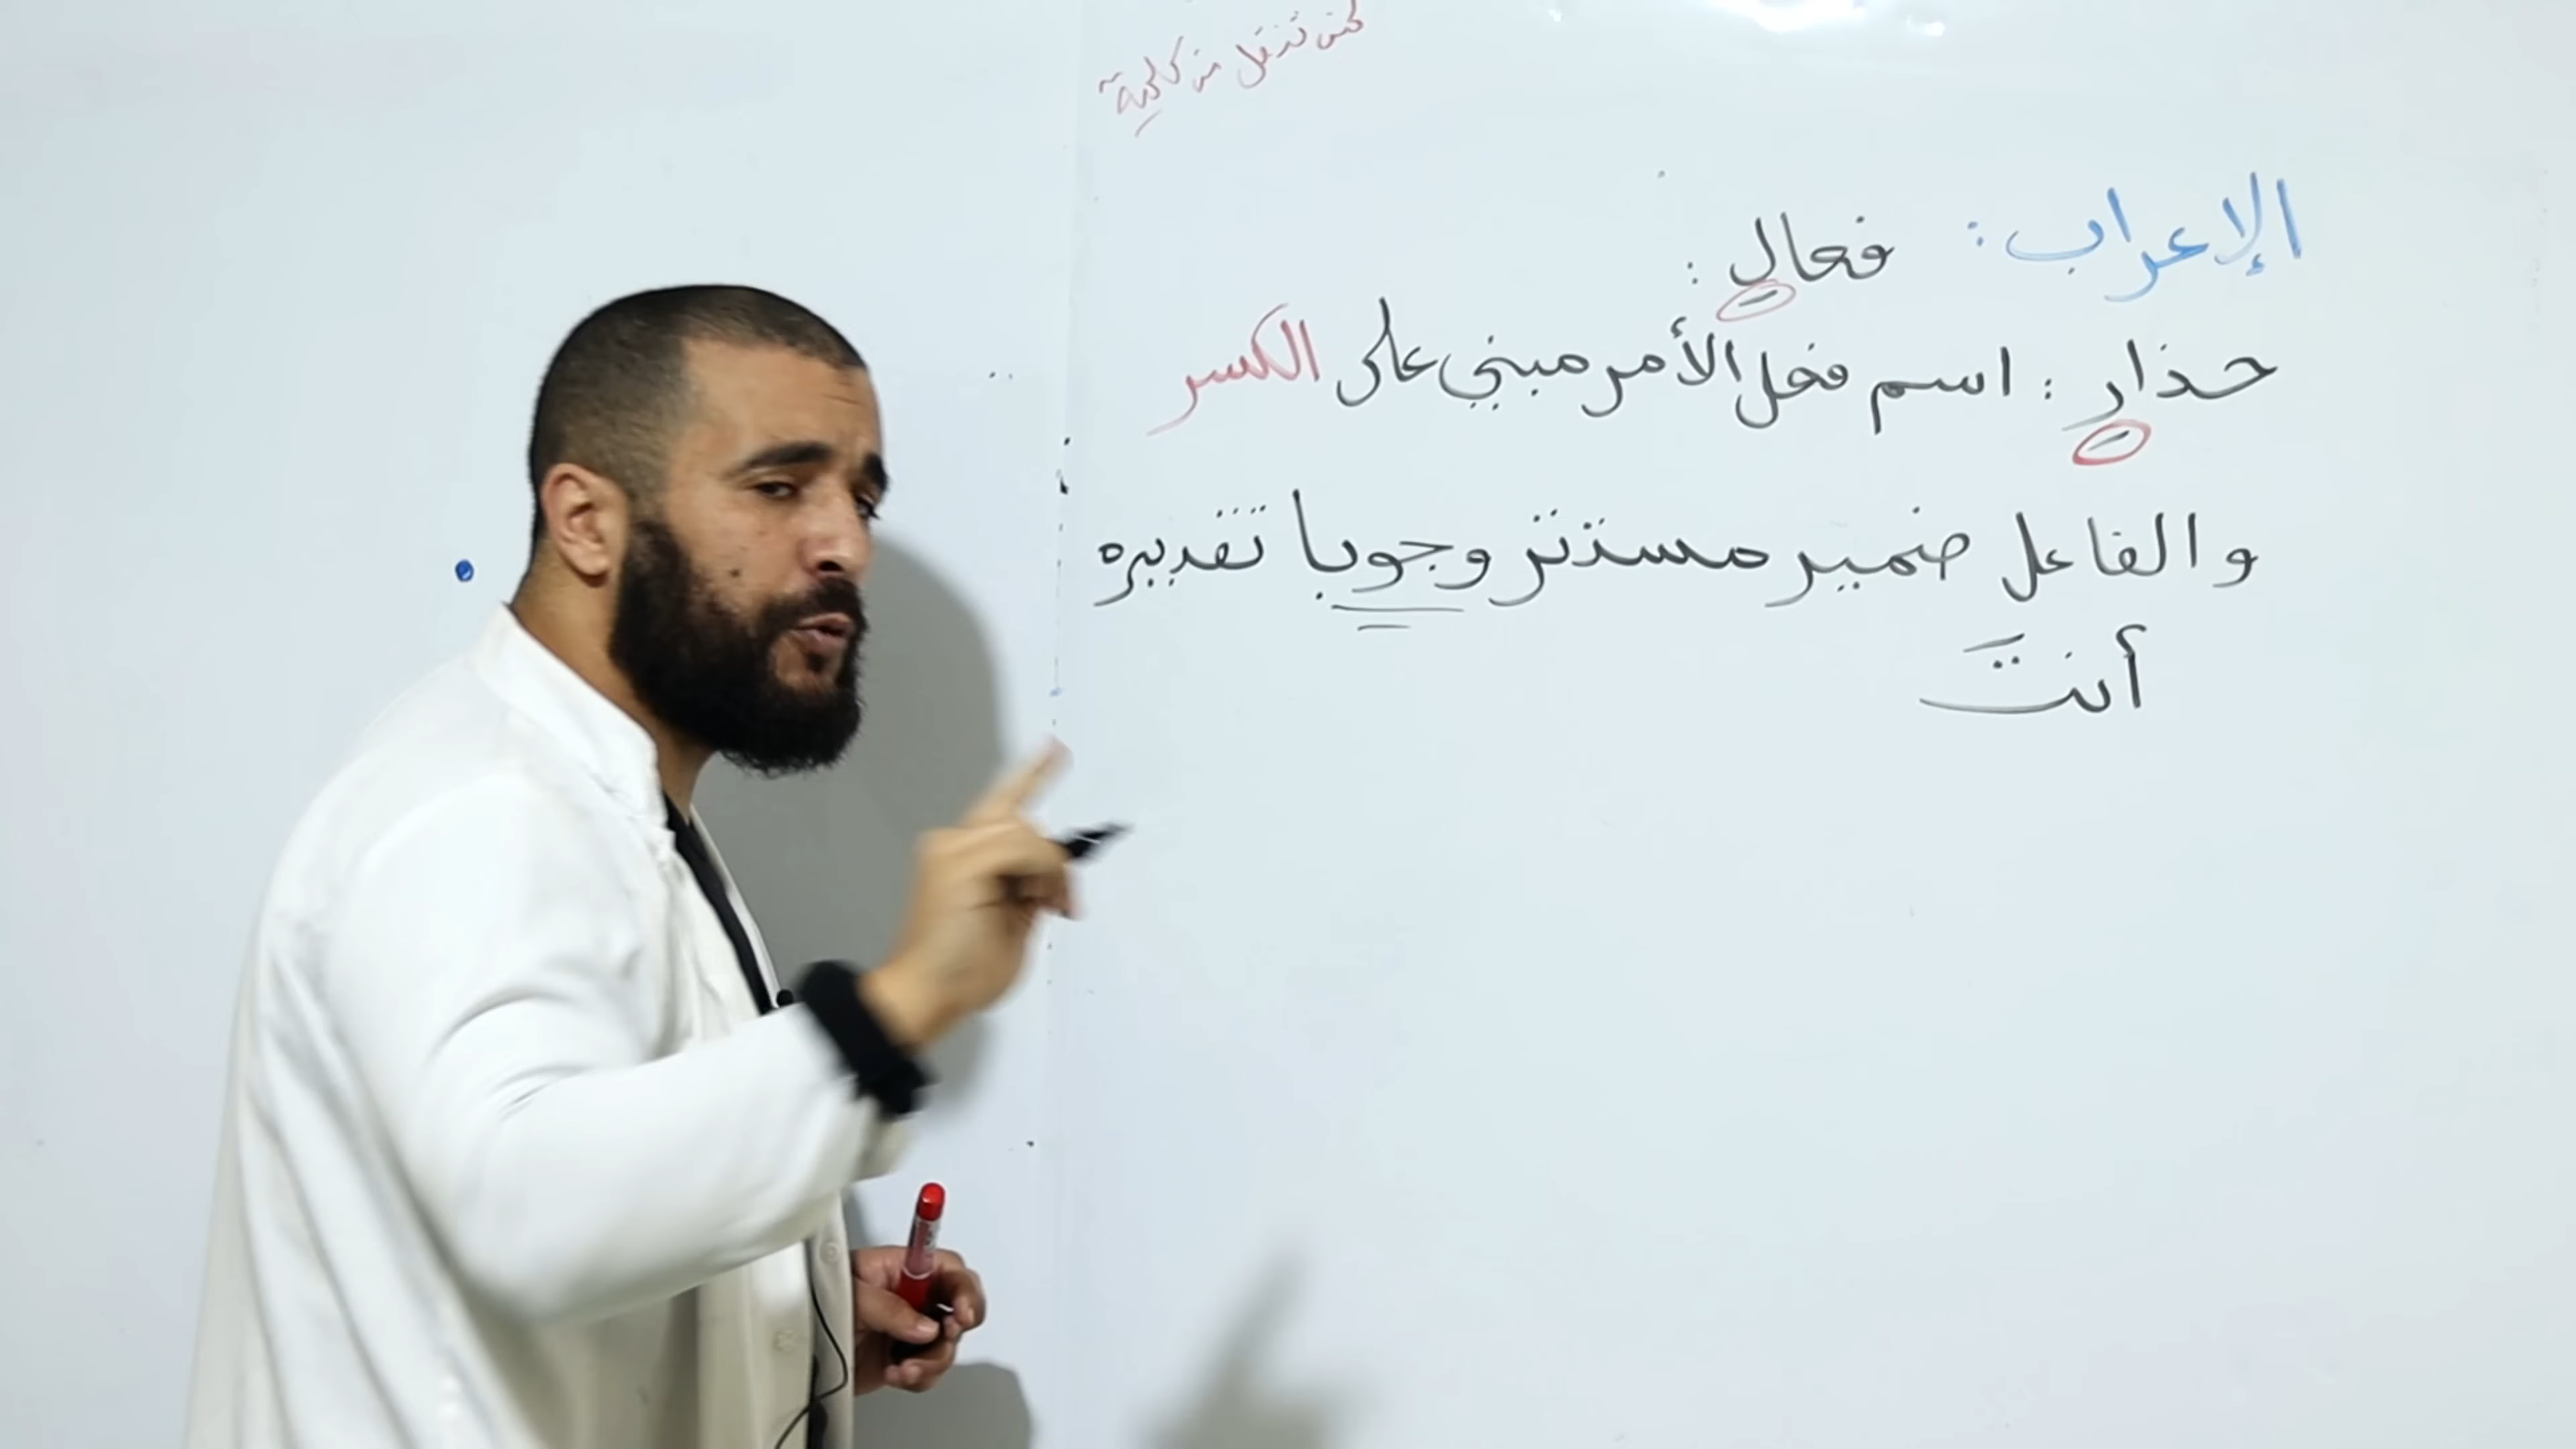 الإعراب: فعالِ:
حذارِ: اسم فعل الأمر مبني على الكسر
والفاعل ضمير مستتر وجوبا تقديره
أنتَ